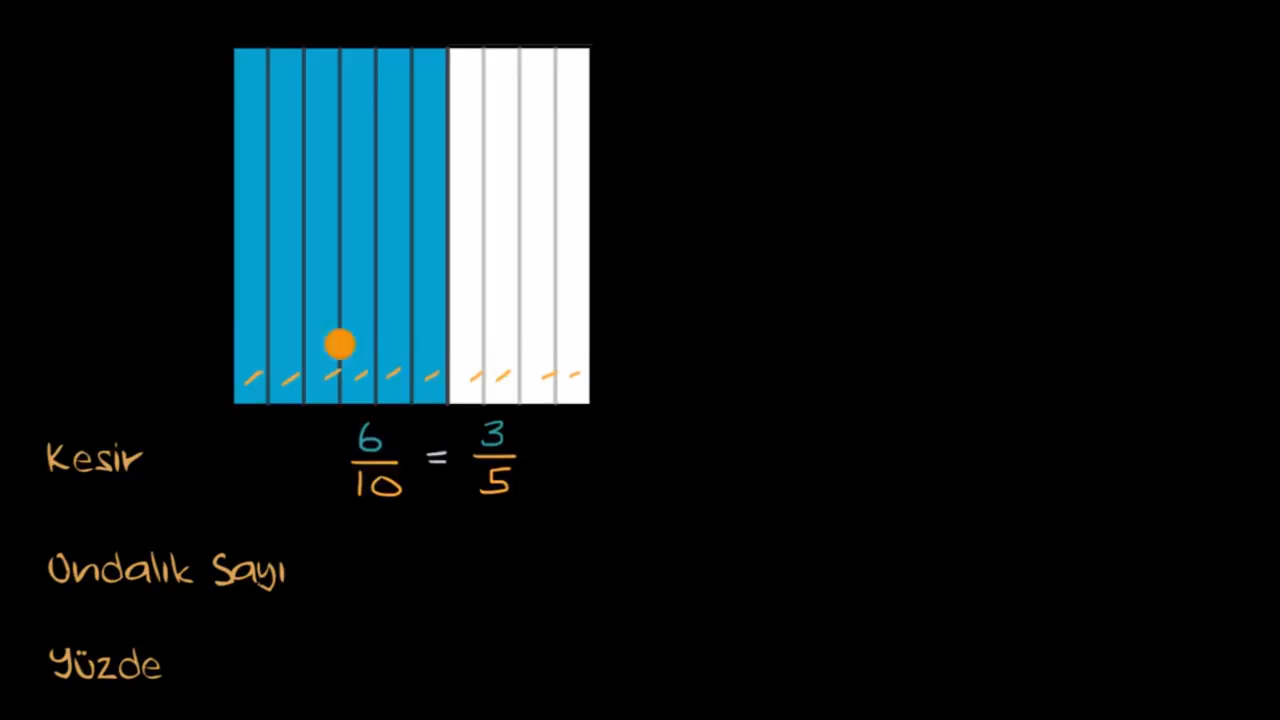 Kesir 6/10 = 3/5
Ondalık Sayı
Yüzde